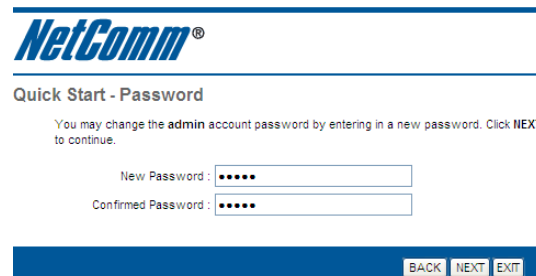 NetComm®
Quick Start - Password
You may change the admin account password by entering in a new password. Click NEXT
to continue.
New Password : •••••
Confirmed Password : •••••
BACK NEXT EXIT